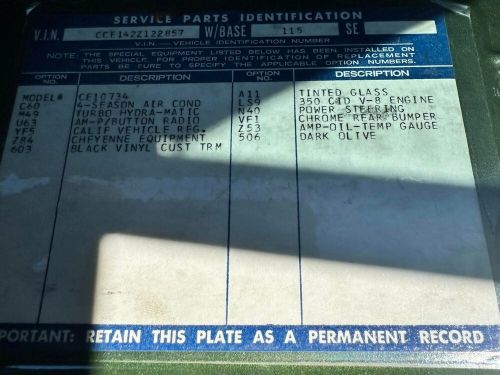 SERVICE PARTS IDENTIFICATION
V.I.N. CCE142Z122857 W/BASE 115 SE
V.I.N.—VEHICLE IDENTIFICATION NUMBER
NOTE: THE SPECIAL EQUIPMENT LISTED BELOW HAS BEEN INSTALLED ON
THIS VEHICLE. FOR PROPER IDENTIFICATION OF REPLACEMENT
PARTS BE SURE TO SPECIFY THE APPLICABLE OPTION NUMBERS.
OPTION NO. DESCRIPTION OPTION NO. DESCRIPTION
MODEL# CE10734 A11 TINTED GLASS
C60 4-SEASON AIR COND LS9 350 CID V-8 ENGINE
M49 TURBO HYDRA-MATIC N40 POWER STEERING
U63 AM-P/BUTTON RADIO VF1 CHROME REAR BUMPER
YF5 CALIF VEHICLE REG. Z53 AMP-OIL-TEMP GAUGE
Z84 CHEYENNE EQUIPMENT 506 DARK OLIVE
603 BLACK VINYL CUST TRM
PORTANT: RETAIN THIS PLATE AS A PERMANENT RECORD